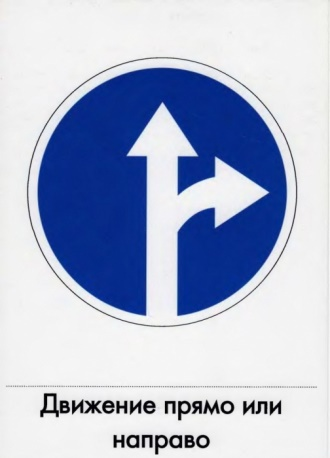 Движение прямо или
направо